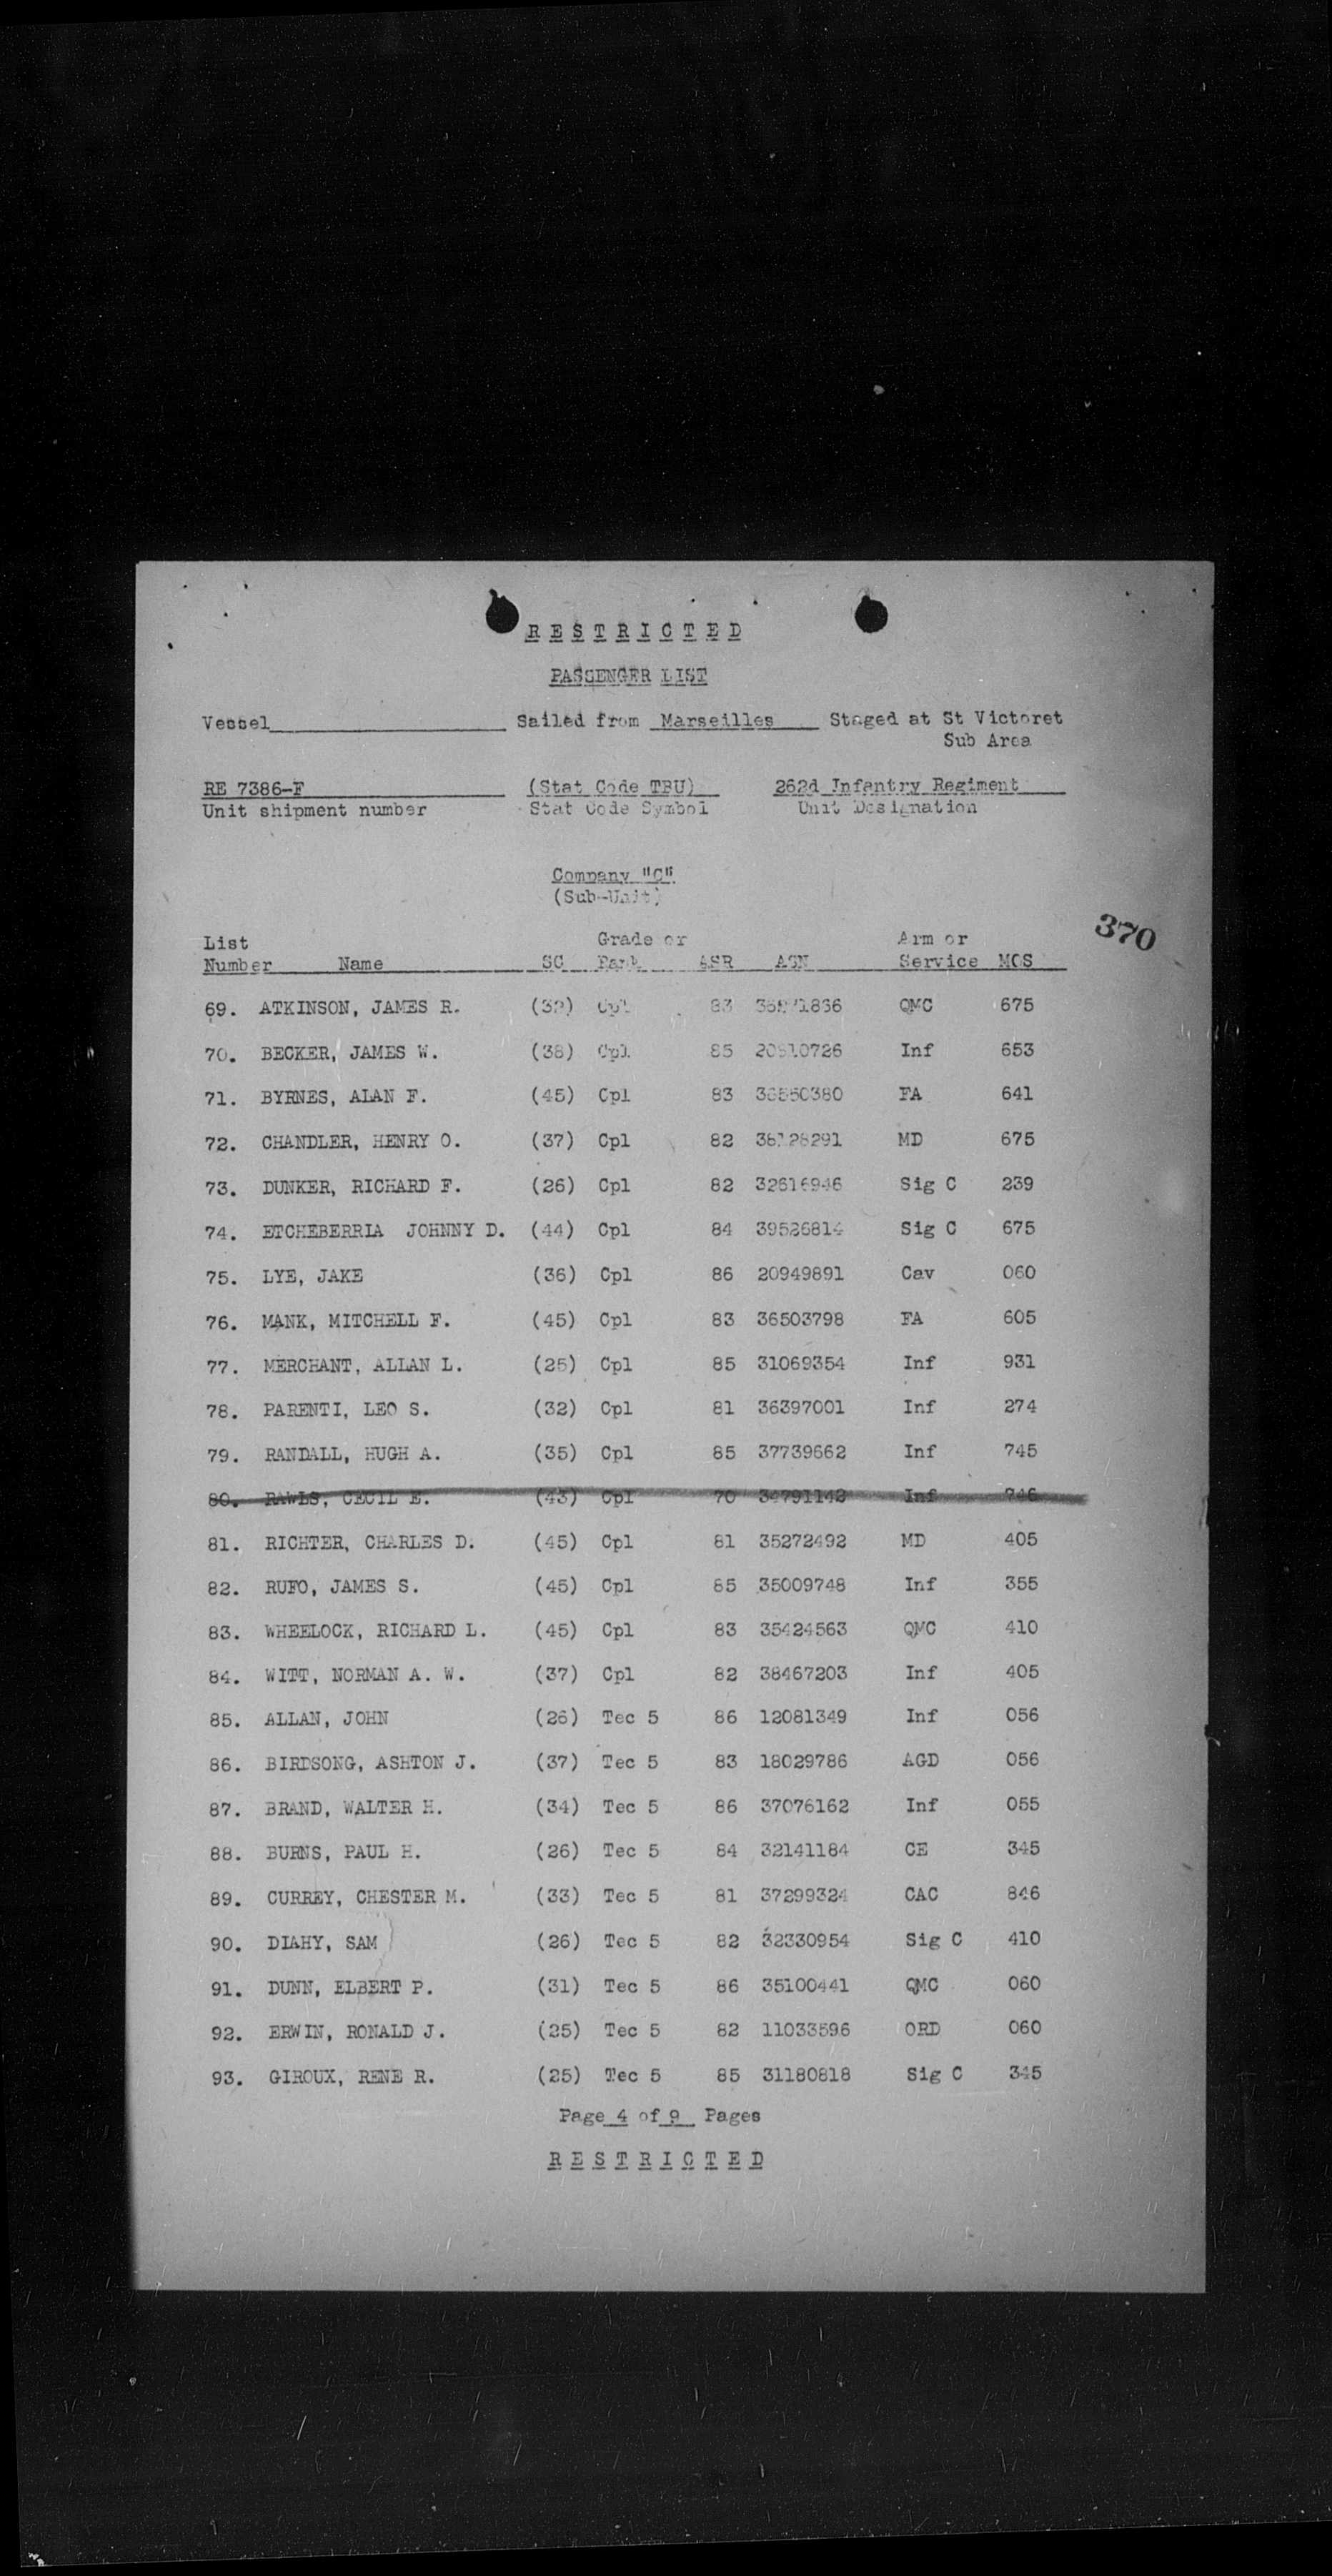 RESTRICTED
PASSENGER LIST
Vessel Sailed from Marseilles Staged at St Victoret
Sub Area
RE 7386-F (Stat Code TBU) 262d Infantry Regiment
Unit shipment number Stat Code Symbol Unit Designation
Company "C"
(Sub-Unit)
370
List Grade or Arm or
Number Name SC Rank ASR ASN Service MOS
69. ATKINSON, JAMES R. Cpl 83 QMC 675
70. BECKER, JAMES W. (38) Cpl 85 Inf 653
71. BYRNES, ALAN F. (45) Cpl 83 FA 641
72. CHANDLER, HENRY O. (37) Cpl 82 38128291 MD 675
73. DUNKER, RICHARD F. (26) Cpl 82 32616946 Sig C 239
74. ETCHEBERRIA JOHNNY D. (44) Cpl 84 39526814 Sig C 675
75. LYE, JAKE (36) Cpl 86 20949891 Cav 060
76. MANK, MITCHELL F. (45) Cpl 83 36503798 FA 605
77. MERCHANT, ALLAN L. (25) Cpl 85 31069354 Inf 931
78. PARENTI, LEO S. (32) Cpl 81 36397001 Inf 274
79. RANDALL, HUGH A. (35) Cpl 85 37739662 Inf 745
80. RAWLS, CECIL E. (43) Cpl 70 34791142 Inf 746
81. RICHTER, CHARLES D. (45) Cpl 81 35272492 MD 405
82. RUFO, JAMES S. (45) Cpl 85 35009748 Inf 355
83. WHEELOCK, RICHARD L. (45) Cpl 83 35424563 QMC 410
84. WITT, NORMAN A. W. (37) Cpl 82 38467203 Inf 405
85. ALLAN, JOHN (26) Tec 5 86 12081349 Inf 056
86. BIRDSONG, ASHTON J. (37) Tec 5 83 18029786 AGD 056
87. BRAND, WALTER H. (34) Tec 5 86 37076162 Inf 055
88. BURNS, PAUL H. (26) Tec 5 84 32141184 CE 345
89. CURREY, CHESTER M. (33) Tec 5 81 37299324 CAC 846
90. DIAHY, SAM (26) Tec 5 82 32330954 Sig C 410
91. DUNN, ELBERT P. (31) Tec 5 86 35100441 QMC 060
92. ERWIN, RONALD J. (25) Tec 5 82 11033596 ORD 060
93. GIROUX, RENE R. (25) Tec 5 85 31180818 Sig C 345
Page 4 of 9 Pages
RESTRICTED